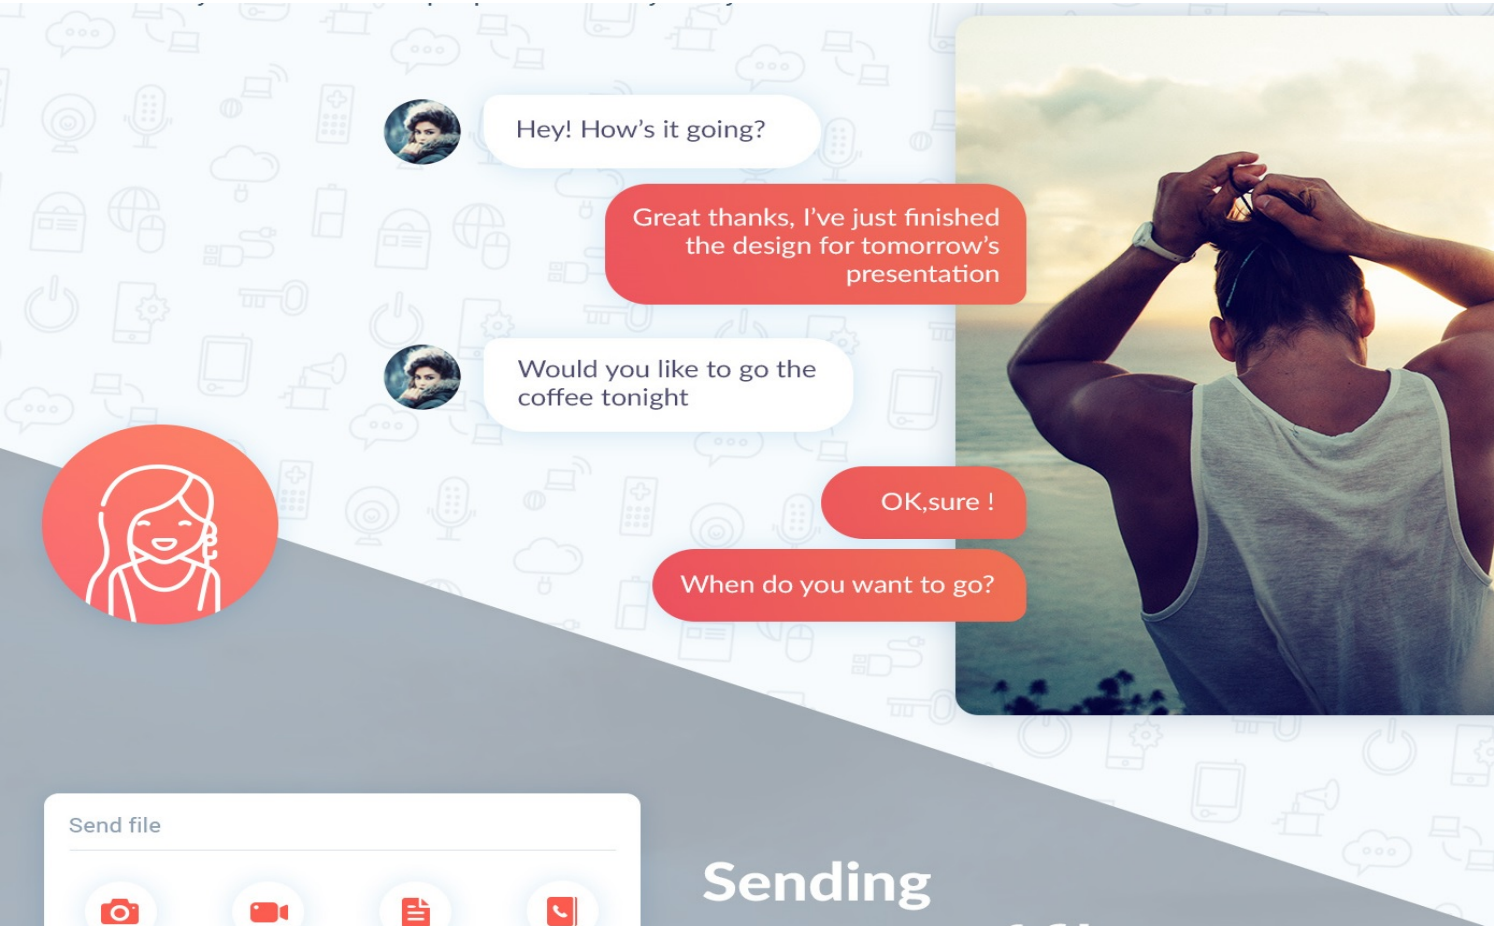 Hey! How's it going?
Great thanks, I've just finished
the design for tomorrow's
presentation
Would you like to go the
coffee tonight
OK,sure !
When do you want to go?
Send file
Sending